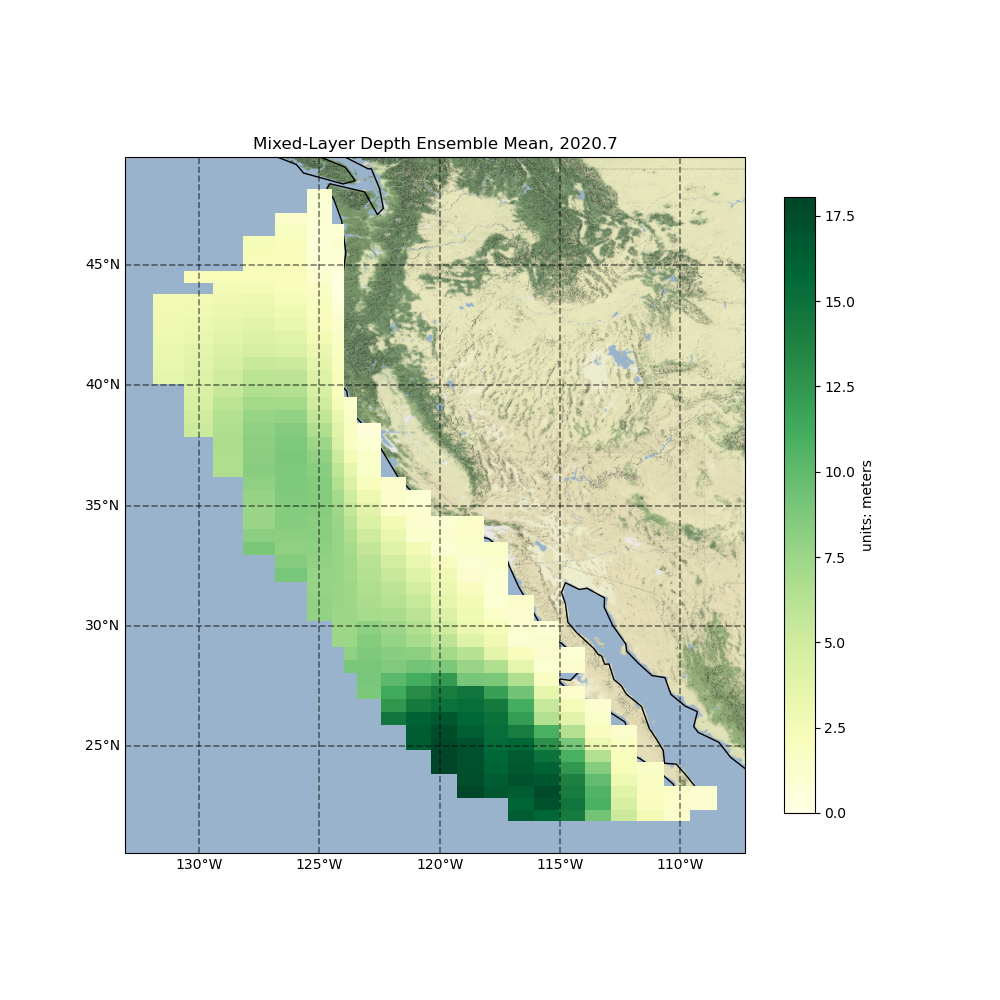 Mixed-Layer Depth Ensemble Mean, 2020.7
45°N
40°N
35°N
30°N
25°N
130°W
125°W
120°W
115°W
110°W
17.5
15.0
12.5
10.0
7.5
5.0
2.5
0.0
units: meters